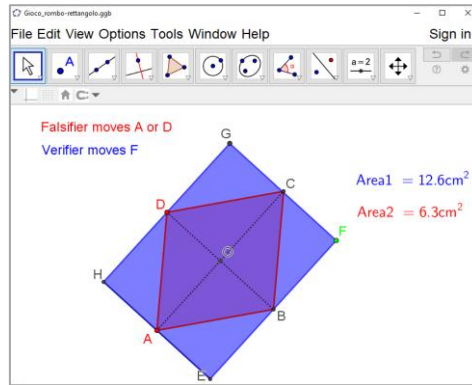 Gioco_rombo-rettangolo.ggb
File Edit View Options Tools Window Help Sign in
A
a=2
Falsifier moves A or D
Verifier moves F
G
C
Area1 = 12.6cm²
D
Area2 = 6.3cm²
F
H
B
A
E